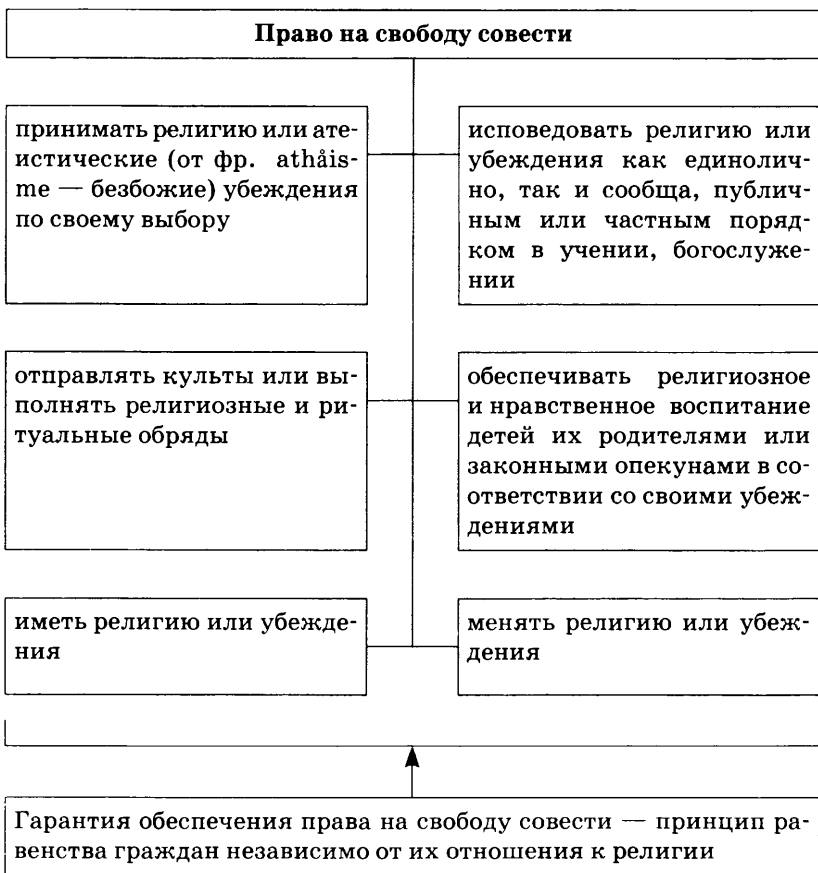 Право на свободу совести
принимать религию или ате-
истические (от фр. athåis-
me — безбожие) убеждения
по своему выбору
исповедовать религию или
убеждения как единолич-
но, так и сообща, публич-
ным или частным поряд-
ком в учении, богослуже-
нии
отправлять культы или вы-
полнять религиозные и ри-
туальные обряды
обеспечивать религиозное
и нравственное воспитание
детей их родителями или
законными опекунами в со-
ответствии со своими убеж-
дениями
иметь религию или убежде-
ния
менять религию или убеж-
дения
Гарантия обеспечения права на свободу совести — принцип ра-
венства граждан независимо от их отношения к религии